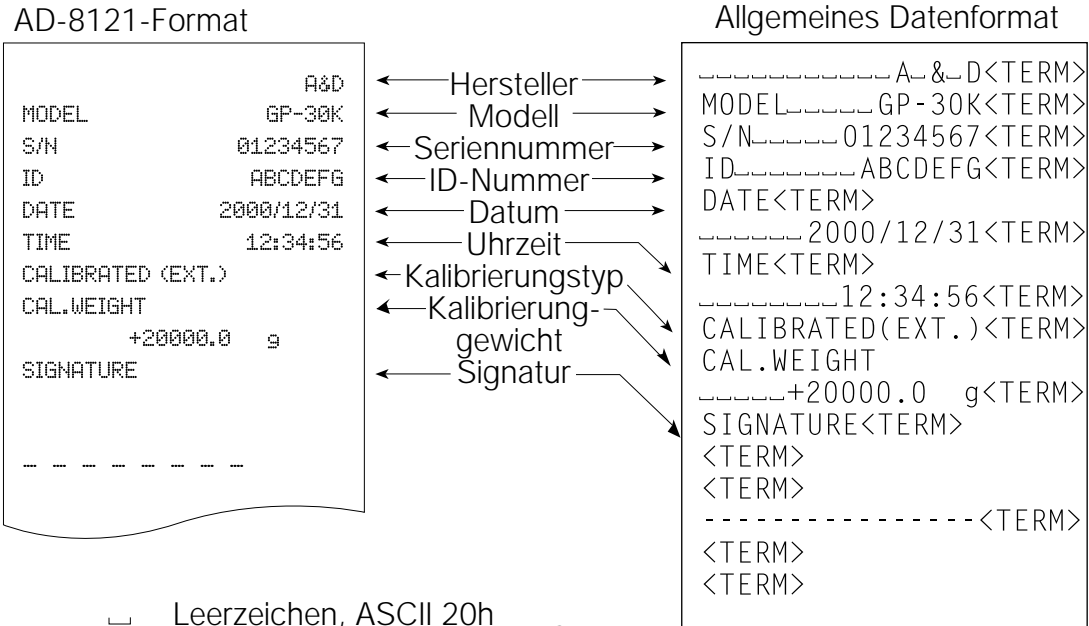 AD-8121-Format
A&D
MODEL GP-30K
S/N 01234567
ID ABCDEFG
DATE 2000/12/31
TIME 12:34:56
CALIBRATED (EXT.)
CAL.WEIGHT
+20000.0 g
SIGNATURE
_ _ _ _ _ _ _ _
Hersteller
Modell
Seriennummer
ID-Nummer
Datum
Uhrzeit
Kalibrierungstyp
Kalibrierung-
gewicht
Signatur
Allgemeines Datenformat
␣␣␣␣␣␣␣␣␣␣␣A␣&␣D<TERM>
MODEL␣␣␣␣␣GP-30K<TERM>
S/N␣␣␣␣␣01234567<TERM>
ID␣␣␣␣␣␣␣ABCDEFG<TERM>
DATE<TERM>
␣␣␣␣␣␣2000/12/31<TERM>
TIME<TERM>
␣␣␣␣␣␣␣␣12:34:56<TERM>
CALIBRATED(EXT.)<TERM>
CAL.WEIGHT
␣␣␣␣␣+20000.0 g<TERM>
SIGNATURE<TERM>
<TERM>
<TERM>
----------------<TERM>
<TERM>
<TERM>
␣ Leerzeichen, ASCII 20h